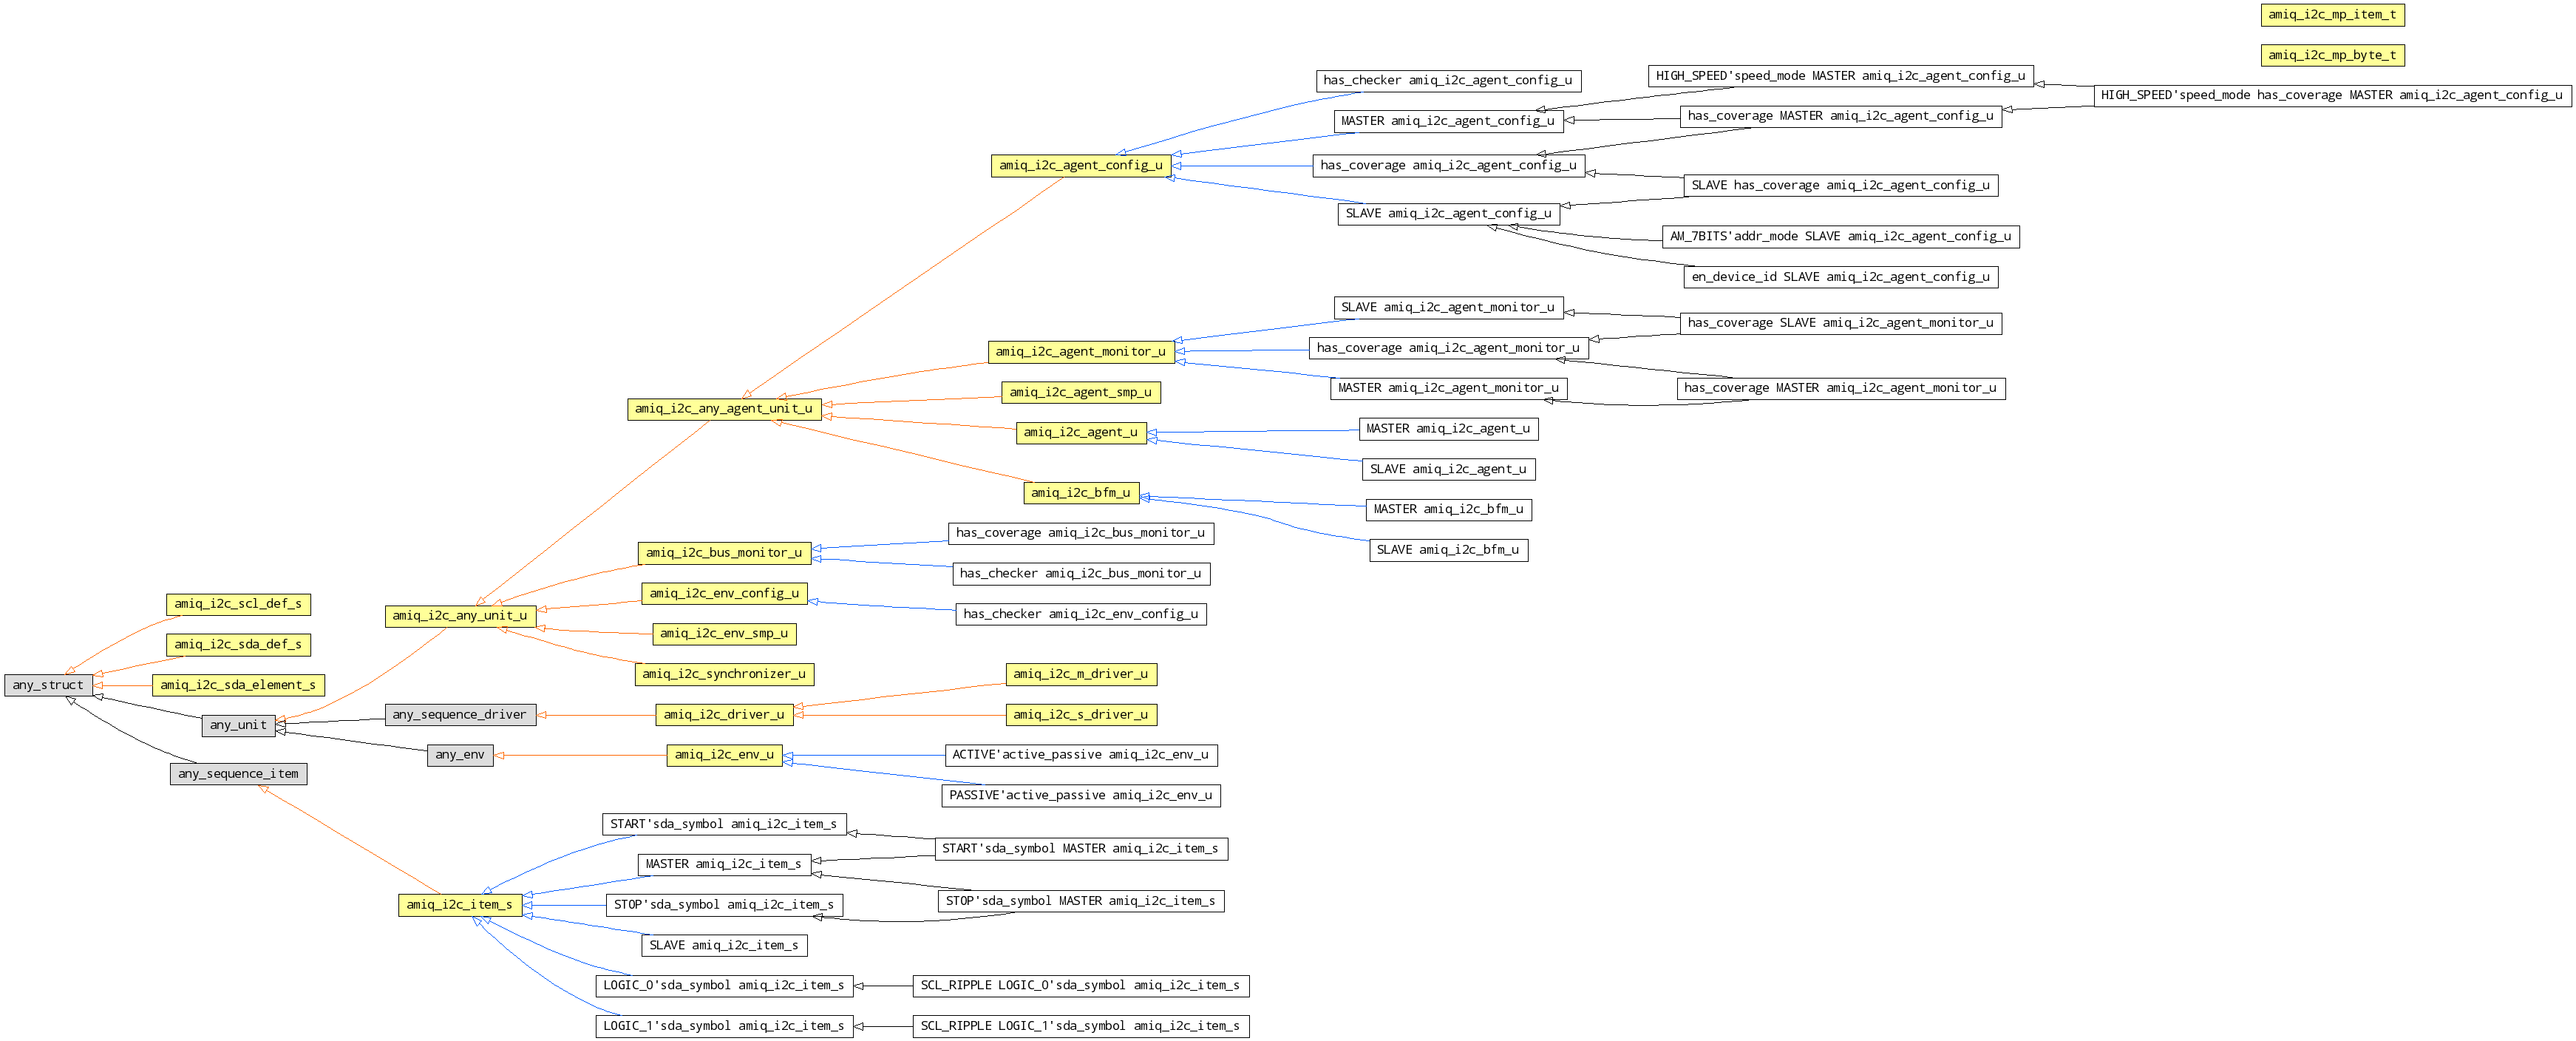 amiq_i2c_mp_item_t
amiq_i2c_mp_byte_t
has_checker amiq_i2c_agent_config_u
HIGH_SPEED'speed_mode MASTER amiq_i2c_agent_config_u
HIGH_SPEED'speed_mode has_coverage MASTER amiq_i2c_agent_config_u
MASTER amiq_i2c_agent_config_u
has_coverage MASTER amiq_i2c_agent_config_u
amiq_i2c_agent_config_u
has_coverage amiq_i2c_agent_config_u
SLAVE has_coverage amiq_i2c_agent_config_u
SLAVE amiq_i2c_agent_config_u
AM_7BITS'addr_mode SLAVE amiq_i2c_agent_config_u
en_device_id SLAVE amiq_i2c_agent_config_u
SLAVE amiq_i2c_agent_monitor_u
has_coverage SLAVE amiq_i2c_agent_monitor_u
amiq_i2c_agent_monitor_u
has_coverage amiq_i2c_agent_monitor_u
MASTER amiq_i2c_agent_monitor_u
has_coverage MASTER amiq_i2c_agent_monitor_u
amiq_i2c_agent_smp_u
amiq_i2c_any_agent_unit_u
amiq_i2c_agent_u
MASTER amiq_i2c_agent_u
SLAVE amiq_i2c_agent_u
amiq_i2c_bfm_u
MASTER amiq_i2c_bfm_u
SLAVE amiq_i2c_bfm_u
has_coverage amiq_i2c_bus_monitor_u
amiq_i2c_bus_monitor_u
has_checker amiq_i2c_bus_monitor_u
amiq_i2c_env_config_u
has_checker amiq_i2c_env_config_u
amiq_i2c_scl_def_s
amiq_i2c_any_unit_u
amiq_i2c_env_smp_u
amiq_i2c_sda_def_s
amiq_i2c_synchronizer_u
amiq_i2c_m_driver_u
any_struct
amiq_i2c_sda_element_s
any_unit
any_sequence_driver
amiq_i2c_driver_u
amiq_i2c_s_driver_u
any_env
amiq_i2c_env_u
ACTIVE'active_passive amiq_i2c_env_u
any_sequence_item
PASSIVE'active_passive amiq_i2c_env_u
START'sda_symbol amiq_i2c_item_s
START'sda_symbol MASTER amiq_i2c_item_s
MASTER amiq_i2c_item_s
amiq_i2c_item_s
STOP'sda_symbol amiq_i2c_item_s
STOP'sda_symbol MASTER amiq_i2c_item_s
SLAVE amiq_i2c_item_s
LOGIC_0'sda_symbol amiq_i2c_item_s
SCL_RIPPLE LOGIC_0'sda_symbol amiq_i2c_item_s
LOGIC_1'sda_symbol amiq_i2c_item_s
SCL_RIPPLE LOGIC_1'sda_symbol amiq_i2c_item_s